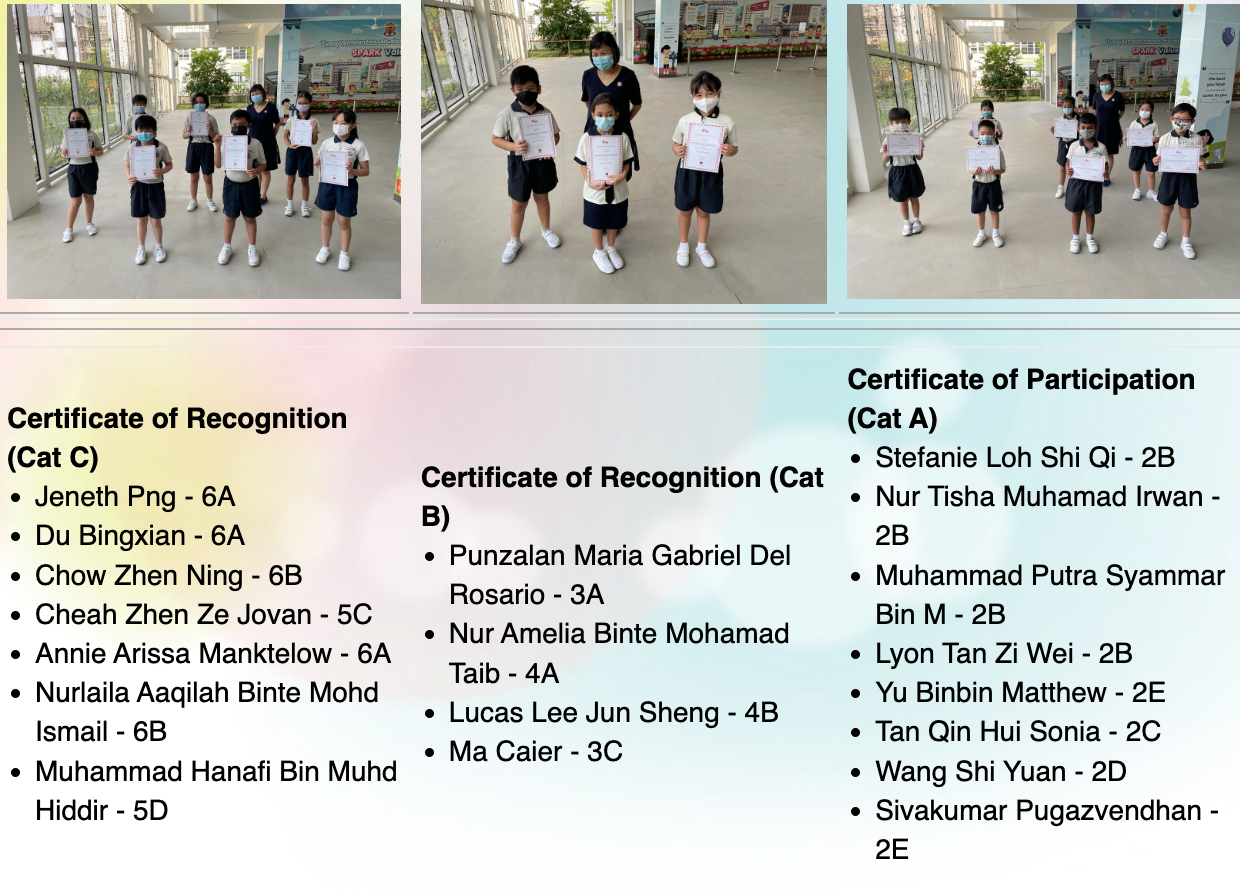 SPARK Value
SPARK Value
Certificate of Recognition
(Cat C)
• Jeneth Png - 6A
• Du Bingxian - 6A
• Chow Zhen Ning - 6B
• Cheah Zhen Ze Jovan - 5C
• Annie Arissa Manktelow - 6A
• Nurlaila Aaqilah Binte Mohd
Ismail - 6B
• Muhammad Hanafi Bin Muhd
Hiddir - 5D
Certificate of Recognition (Cat
B)
• Punzalan Maria Gabriel Del
Rosario - 3A
• Nur Amelia Binte Mohamad
Taib - 4A
• Lucas Lee Jun Sheng - 4B
• Ma Caier - 3C
Certificate of Participation
(Cat A)
• Stefanie Loh Shi Qi - 2B
• Nur Tisha Muhamad Irwan -
2B
• Muhammad Putra Syammar
Bin M - 2B
• Lyon Tan Zi Wei - 2B
• Yu Binbin Matthew - 2E
• Tan Qin Hui Sonia - 2C
• Wang Shi Yuan - 2D
• Sivakumar Pugazvendhan -
2E